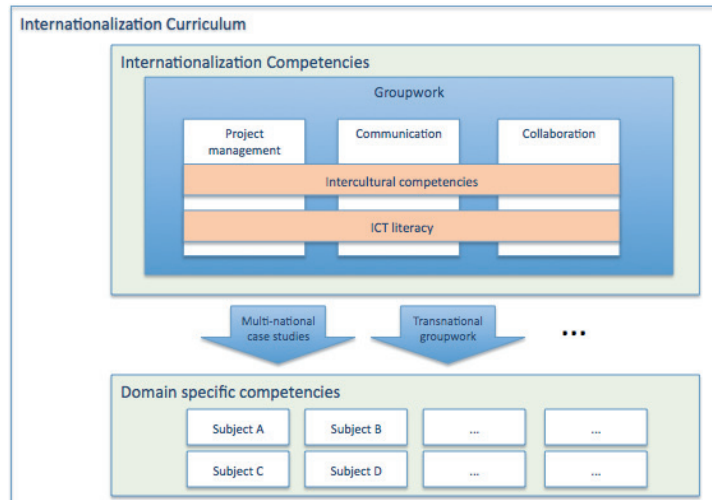 Internationalization Curriculum
Internationalization Competencies
Groupwork
Project
management
Communication
Collaboration
Intercultural competencies
ICT literacy
Multi-national
case studies
Transnational
groupwork
...
Domain specific competencies
Subject A
Subject B
...
...
Subject C
Subject D
...
...